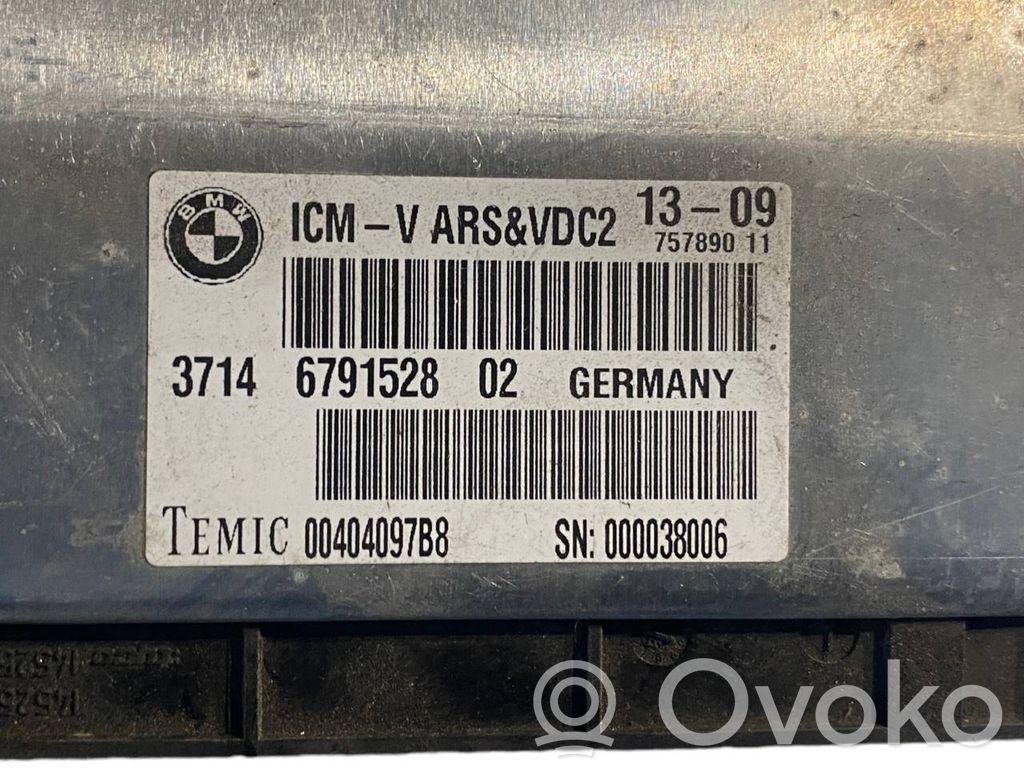 BMW
ICM – V ARS&VDC2
13 – 09
757890 11
3714 6791528 02 GERMANY
TEMIC 00404097B8 SN: 000038006
Ovoko